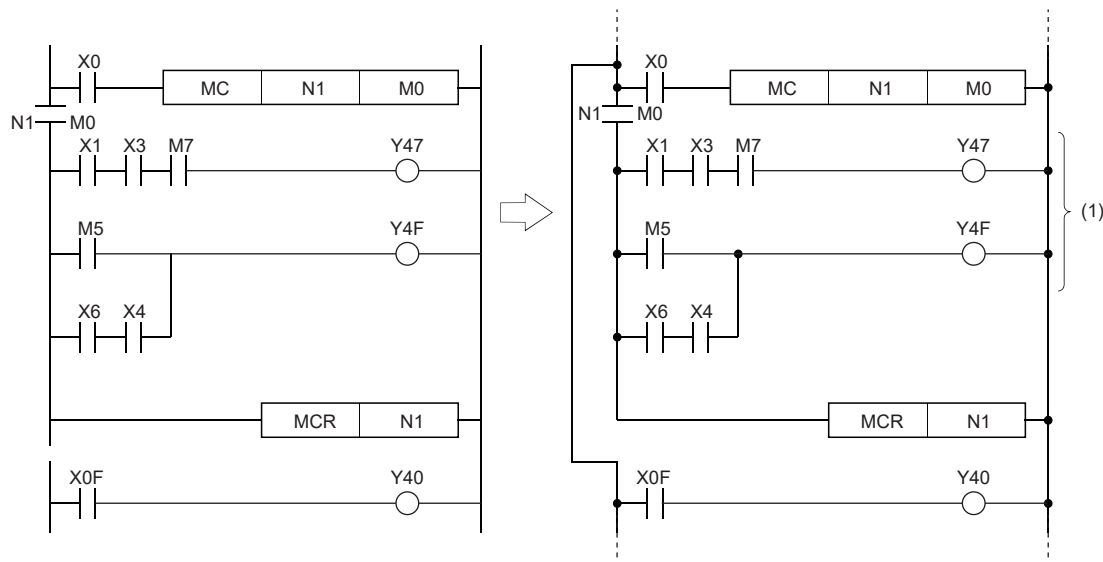 X0
MC N1 M0
N1 M0
X1 X3 M7 Y47
M5 Y4F
X6 X4
MCR N1
X0F Y40
X0
MC N1 M0
N1 M0
X1 X3 M7 Y47
(1)
M5 Y4F
X6 X4
MCR N1
X0F Y40